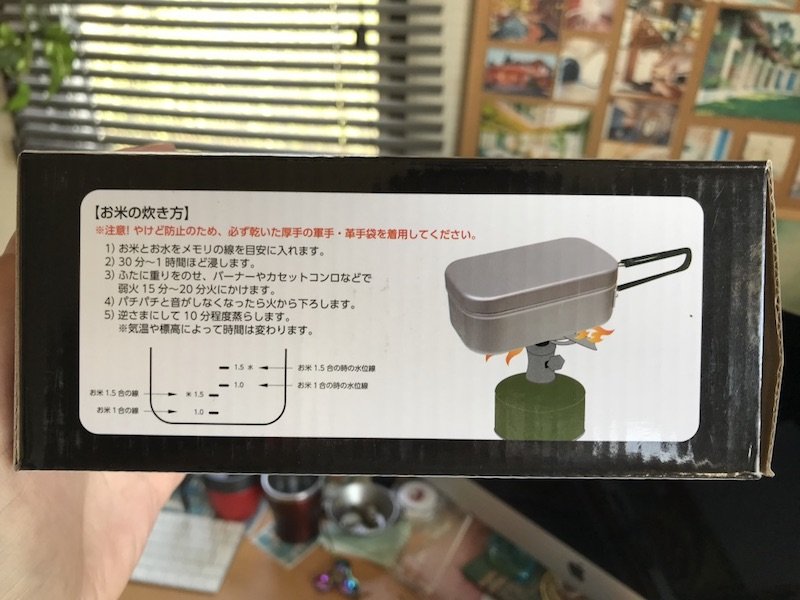 【お米の炊き方】
※注意! やけど防止のため、必ず乾いた厚手の軍手・革手袋を着用してください。
1) お米とお水をメモリの線を目安に入れます。
2) 30分〜1時間ほど浸します。
3) ふたに重りをのせ、バーナーやカセットコンロなどで
弱火15分〜20分火にかけます。
4) パチパチと音がしなくなったら火から下ろします。
5) 逆さまにして10分程度蒸らします。
※気温や標高によって時間は変わります。
1.5 水 お米1.5合の時の水位線
1.0 お米1合の時の水位線
お米1.5合の線 米 1.5
お米1合の線 1.0